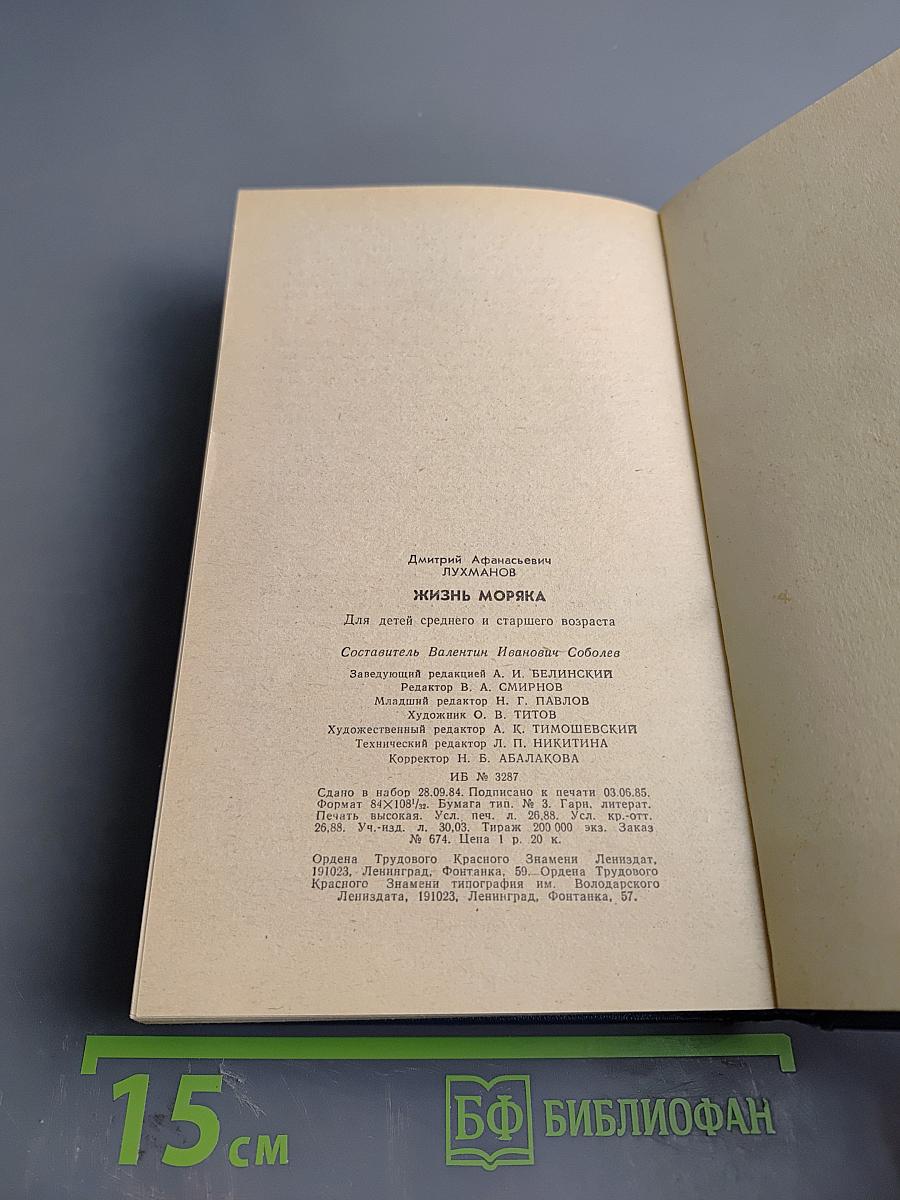 Дмитрий Афанасьевич
ЛУХМАНОВ
ЖИЗНЬ МОРЯКА
Для детей среднего и старшего возраста
Составитель Валентин Иванович Соболев
Заведующий редакцией А. И. БЕЛИНСКИЙ
Редактор В. А. СМИРНОВ
Младший редактор Н. Г. ПАВЛОВ
Художник О. В. ТИТОВ
Художественный редактор А. К. ТИМОШЕВСКИЙ
Технический редактор Л. П. НИКИТИНА
Корректор Н. Б. АБАЛАКОВА
ИБ № 3287
Сдано в набор 28.09.84. Подписано к печати 03.06.85.
Формат 84×108¹/₃₂. Бумага тип. № 3. Гарн. литерат.
Печать высокая. Усл. печ. л. 26,88. Усл. кр.-отт.
26,88. Уч.-изд. л. 30,03. Тираж 200 000 экз. Заказ
№ 674. Цена 1 р. 20 к.
Ордена Трудового Красного Знамени Лениздат,
191023, Ленинград, Фонтанка, 59. Ордена Трудового
Красного Знамени типография им. Володарского
Лениздата, 191023, Ленинград, Фонтанка, 57.
15 см
БФ БИБЛИОФАН